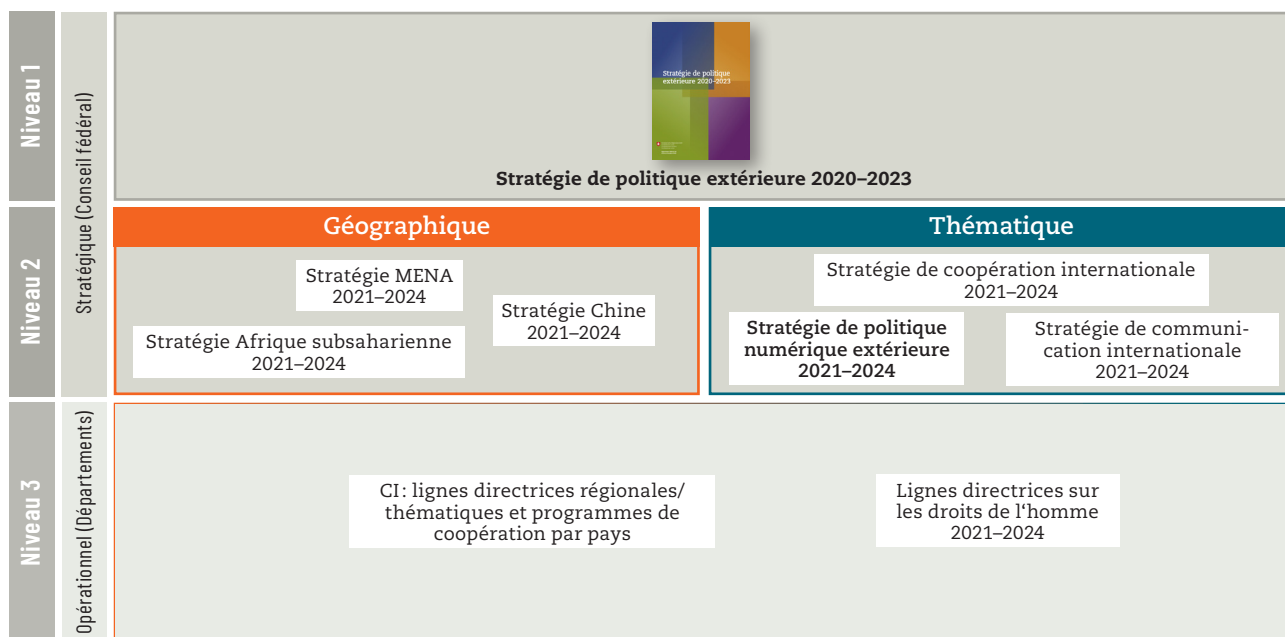 Niveau 1
Stratégique (Conseil fédéral)
Stratégie de politique
extérieure 2020–2023
Stratégie de politique extérieure 2020–2023
Niveau 2
Géographique
Stratégie MENA
2021–2024
Stratégie Chine
2021–2024
Stratégie Afrique subsaharienne
2021–2024
Thématique
Stratégie de coopération internationale
2021–2024
Stratégie de politique
numérique extérieure
2021–2024
Stratégie de communi-
cation internationale
2021–2024
Niveau 3
Opérationnel (Départements)
CI: lignes directrices régionales/
thématiques et programmes de
coopération par pays
Lignes directrices sur
les droits de l‘homme
2021–2024